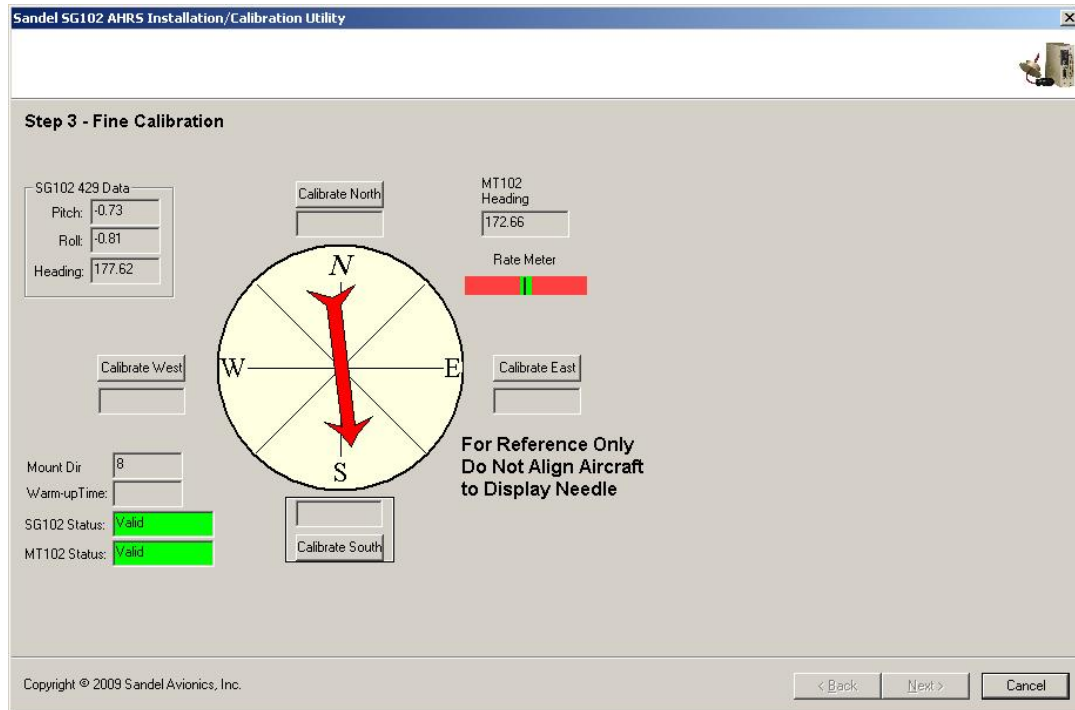 Sandel SG102 AHRS Installation/Calibration Utility
Step 3 - Fine Calibration
SG102 429 Data
Pitch: -0.73
Roll: -0.81
Heading: 177.62
Calibrate North
MT102
Heading
172.66
Rate Meter
N
W
E
S
Calibrate West
Calibrate East
For Reference Only
Do Not Align Aircraft
to Display Needle
Mount Dir 8
Warm-upTime:
SG102 Status: Valid
MT102 Status: Valid
Calibrate South
Copyright © 2009 Sandel Avionics, Inc.
< Back
Next >
Cancel